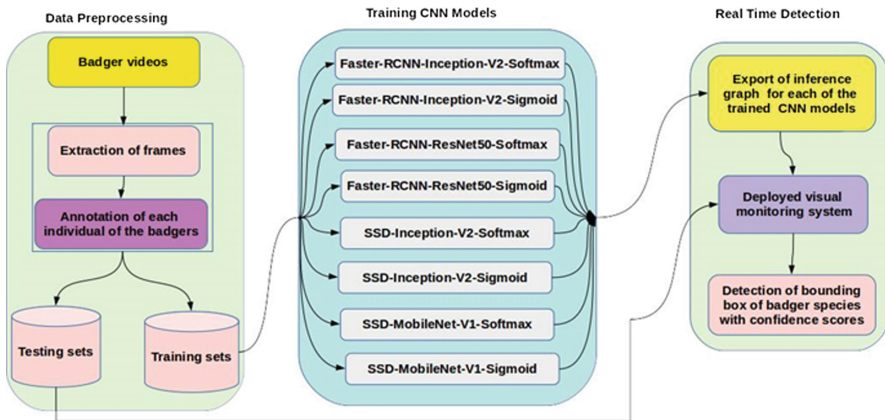 Data Preprocessing
Badger videos
Extraction of frames
Annotation of each
individual of the badgers
Testing sets
Training sets
Training CNN Models
Faster-RCNN-Inception-V2-Softmax
Faster-RCNN-Inception-V2-Sigmoid
Faster-RCNN-ResNet50-Softmax
Faster-RCNN-ResNet50-Sigmoid
SSD-Inception-V2-Softmax
SSD-Inception-V2-Sigmoid
SSD-MobileNet-V1-Softmax
SSD-MobileNet-V1-Sigmoid
Real Time Detection
Export of inference
graph for each of the
trained CNN models
Deployed visual
monitoring system
Detection of bounding
box of badger species
with confidence scores